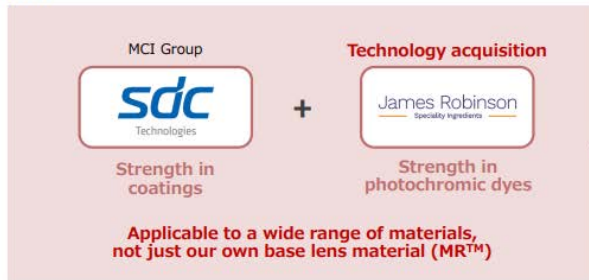 MCI Group
sdc
Technologies
Strength in
coatings
+
Technology acquisition
James Robinson
Speciality Ingredients
Strength in
photochromic dyes
Applicable to a wide range of materials,
not just our own base lens material (MR™)